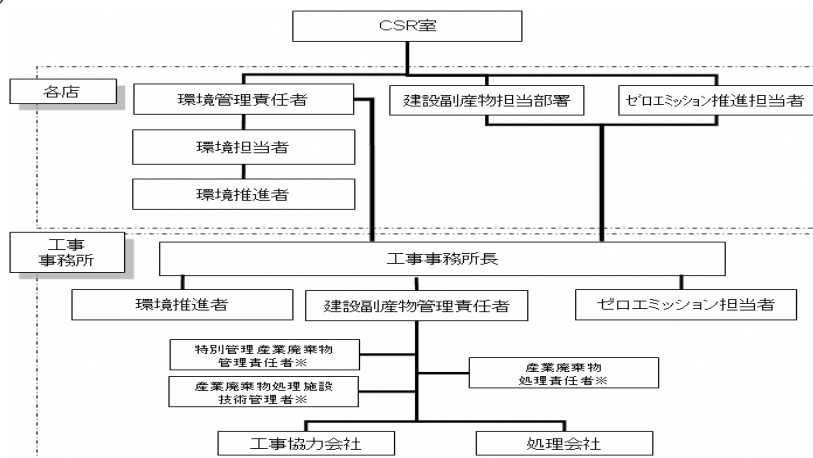 CSR室
各店
環境管理責任者
建設副産物担当部署
ゼロエミッション推進担当者
環境担当者
環境推進者
工事
事務所
工事事務所長
環境推進者
建設副産物管理責任者
ゼロエミッション担当者
特別管理産業廃棄物
管理責任者※
産業廃棄物
処理責任者※
産業廃棄物処理施設
技術管理者※
工事協力会社
処理会社